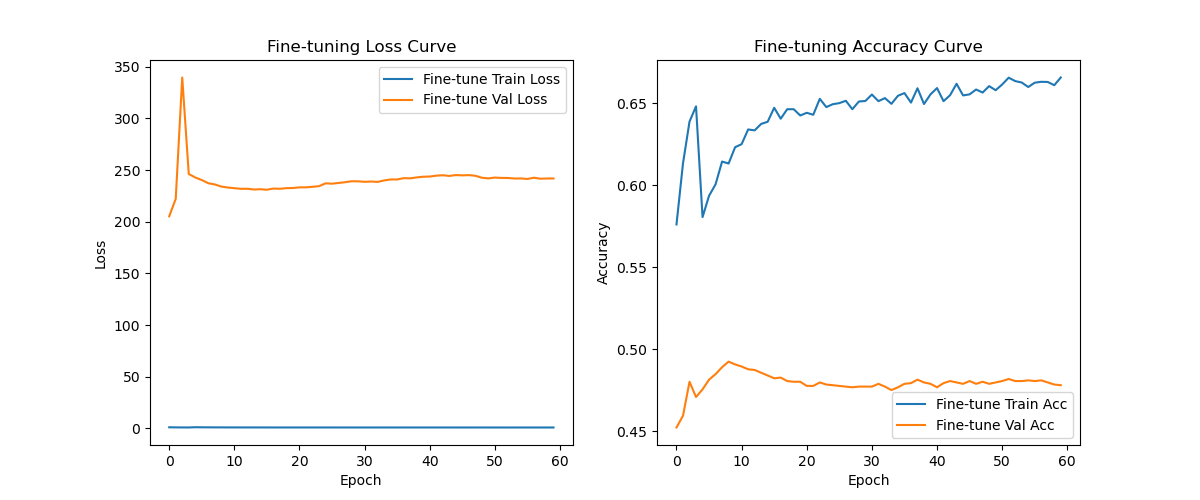 Fine-tuning Loss Curve
Fine-tune Train Loss
Fine-tune Val Loss
350
300
250
200
150
100
50
0
Loss
0 10 20 30 40 50 60
Epoch
Fine-tuning Accuracy Curve
0.65
0.60
0.55
0.50
0.45
Accuracy
Fine-tune Train Acc
Fine-tune Val Acc
0 10 20 30 40 50 60
Epoch